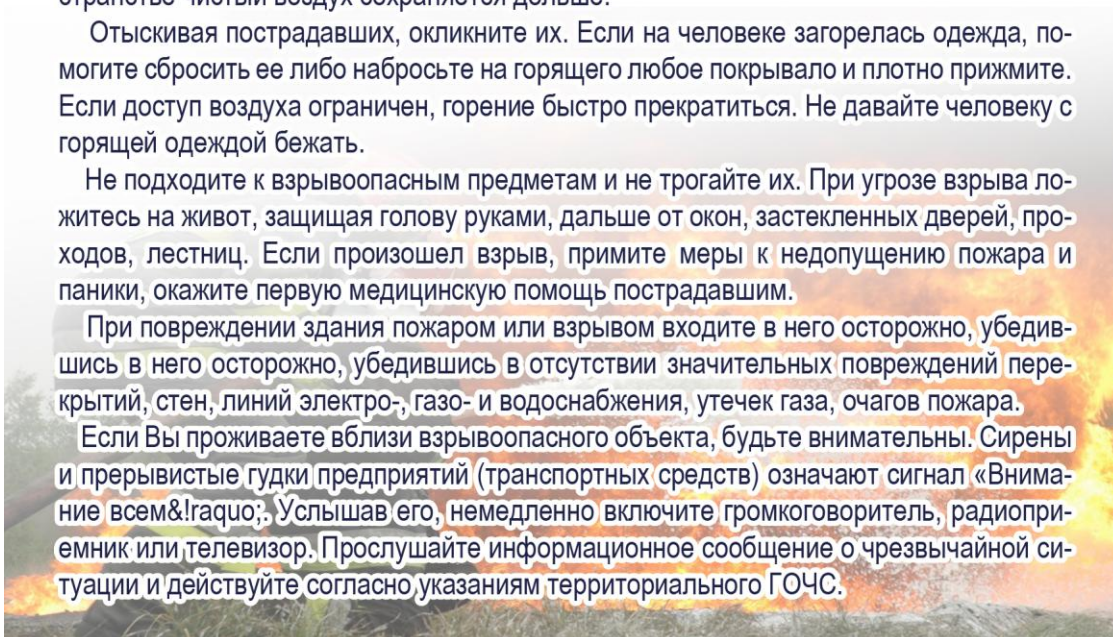 странстве чистый воздух сохраняется дольше.
Отыскивая пострадавших, окликните их. Если на человеке загорелась одежда, по-
могите сбросить ее либо набросьте на горящего любое покрывало и плотно прижмите.
Если доступ воздуха ограничен, горение быстро прекратиться. Не давайте человеку с
горящей одеждой бежать.
Не подходите к взрывоопасным предметам и не трогайте их. При угрозе взрыва ло-
житесь на живот, защищая голову руками, дальше от окон, застекленных дверей, про-
ходов, лестниц. Если произошел взрыв, примите меры к недопущению пожара и
паники, окажите первую медицинскую помощь пострадавшим.
При повреждении здания пожаром или взрывом входите в него осторожно, убедив-
шись в него осторожно, убедившись в отсутствии значительных повреждений пере-
крытий, стен, линий электро-, газо- и водоснабжения, утечек газа, очагов пожара.
Если Вы проживаете вблизи взрывоопасного объекта, будьте внимательны. Сирены
и прерывистые гудки предприятий (транспортных средств) означают сигнал «Внима-
ние всем&!raquo;. Услышав его, немедленно включите громкоговоритель, радиопри-
емник или телевизор. Прослушайте информационное сообщение о чрезвычайной си-
туации и действуйте согласно указаниям территориального ГОЧС.